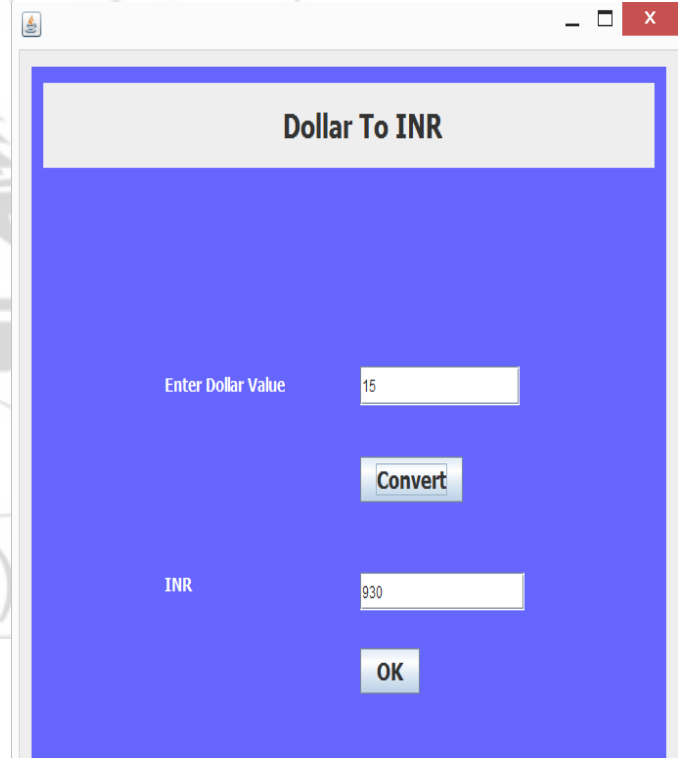 X
Dollar To INR
Enter Dollar Value
15
Convert
INR
930
OK